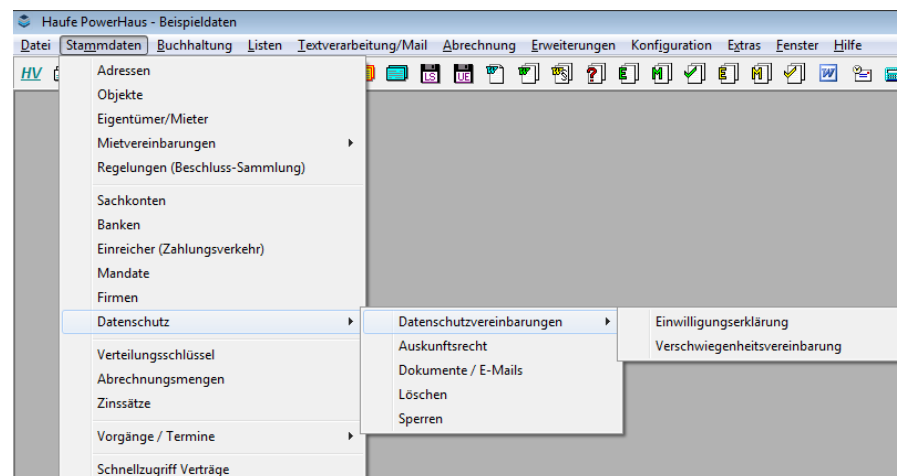 Haufe PowerHaus - Beispieldaten
Datei Stammdaten Buchhaltung Listen Textverarbeitung/Mail Abrechnung Erweiterungen Konfiguration Extras Fenster Hilfe
HV
LS UE
Adressen
Objekte
Eigentümer/Mieter
Mietvereinbarungen
Regelungen (Beschluss-Sammlung)
Sachkonten
Banken
Einreicher (Zahlungsverkehr)
Mandate
Firmen
Datenschutz
Datenschutzvereinbarungen
Einwilligungserklärung
Auskunftsrecht
Verschwiegenheitsvereinbarung
Dokumente / E-Mails
Löschen
Sperren
Verteilungsschlüssel
Abrechnungsmengen
Zinssätze
Vorgänge / Termine
Schnellzugriff Verträge